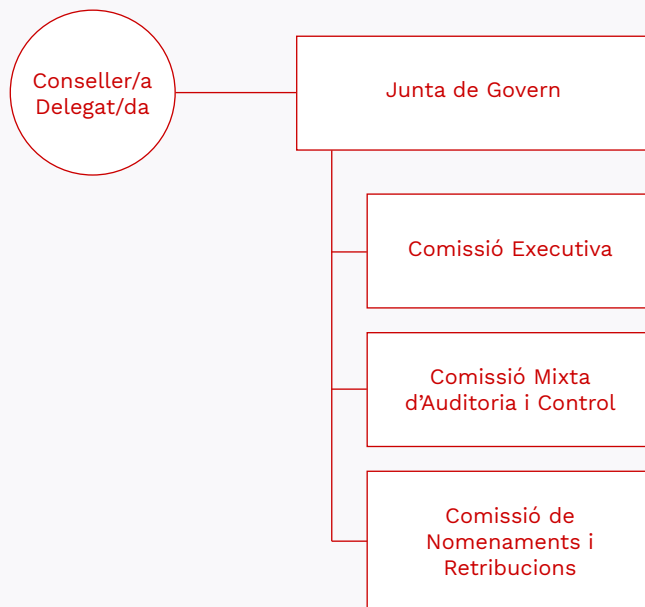 Conseller/a
Delegat/da
Junta de Govern
Comissió Executiva
Comissió Mixta
d’Auditoria i Control
Comissió de
Nomenaments i
Retribucions